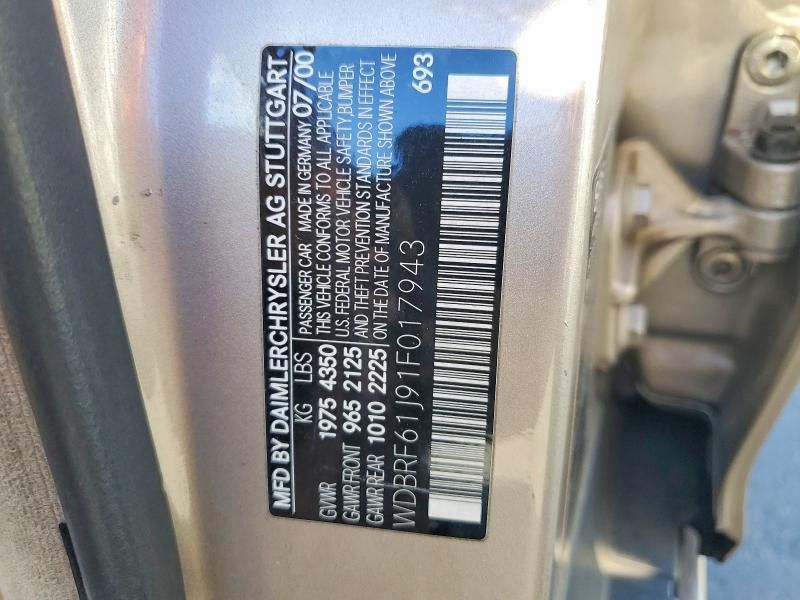 MFD BY DAIMLERCHRYSLER AG STUTTGART
KG LBS PASSENGER CAR MADE IN GERMANY 07/00
GVWR 1975 4350 THIS VEHICLE CONFORMS TO ALL APPLICABLE
U.S. FEDERAL MOTOR VEHICLE SAFETY, BUMPER
GAWR FRONT 965 2125 AND THEFT PREVENTION STANDARDS IN EFFECT
GAWR REAR 1010 2225 ON THE DATE OF MANUFACTURE SHOWN ABOVE
WDBRF61J91F017943
693